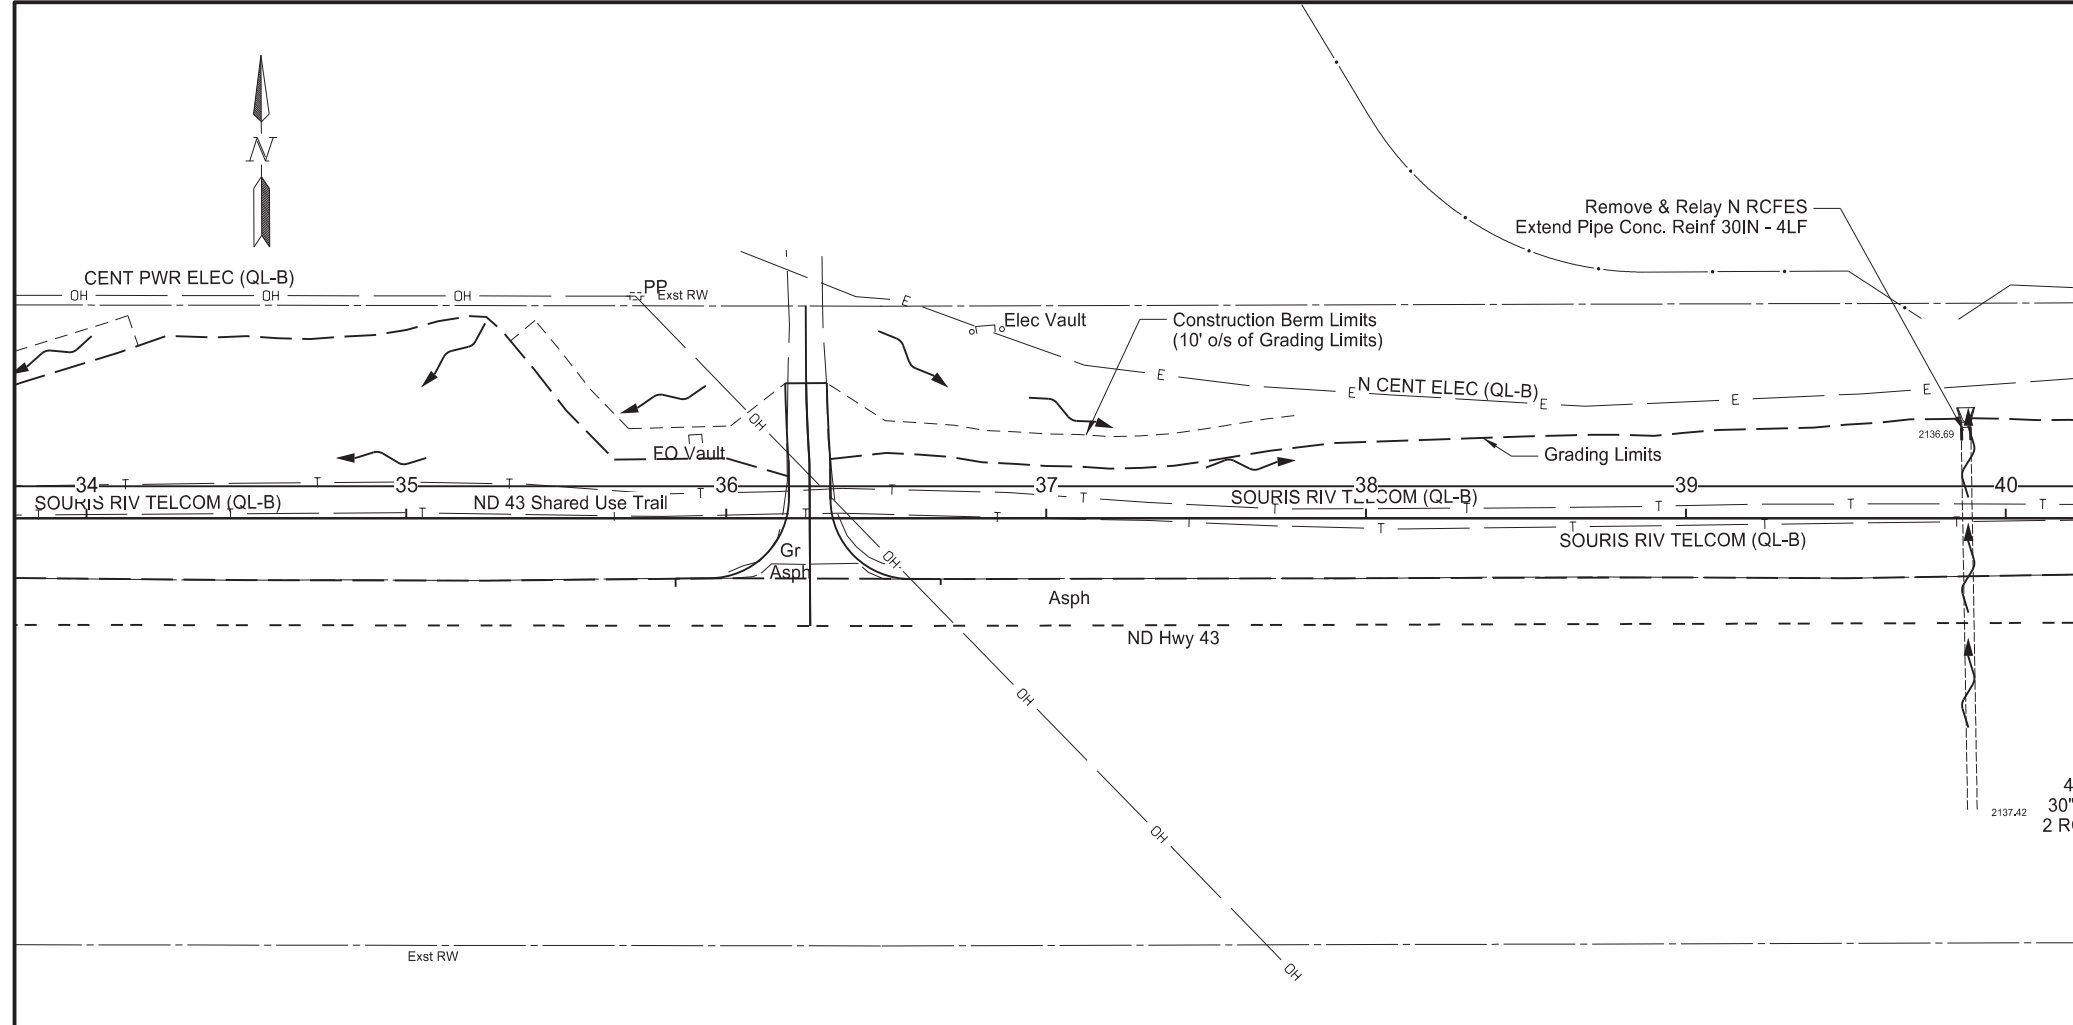 N
Remove & Relay N RCFES
Extend Pipe Conc. Reinf 30IN - 4LF
CENT PWR ELEC (QL-B)
OH
OH
OH
PP
Exst RW
E
Elec Vault
Construction Berm Limits
(10' o/s of Grading Limits)
E
E
N CENT ELEC (QL-B)
E
E
E
OH
2136.69
FO Vault
Grading Limits
34
35
36
37
38
39
40
T
T
T
T
T
T
T
T
T
T
T
SOURIS RIV TELCOM (QL-B)
ND 43 Shared Use Trail
SOURIS RIV TELCOM (QL-B)
T
T
T
T
T
T
T
T
T
T
T
SOURIS RIV TELCOM (QL-B)
Gr
Asph
OH
Asph
ND Hwy 43
OH
4
30"
2137.42
2 R
OH
Exst RW
OH